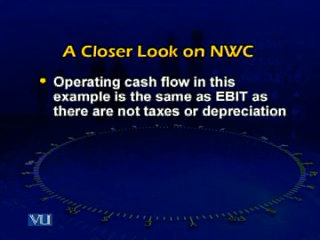 A Closer Look on NWC
• Operating cash flow in this
example is the same as EBIT as
there are not taxes or depreciation
VU